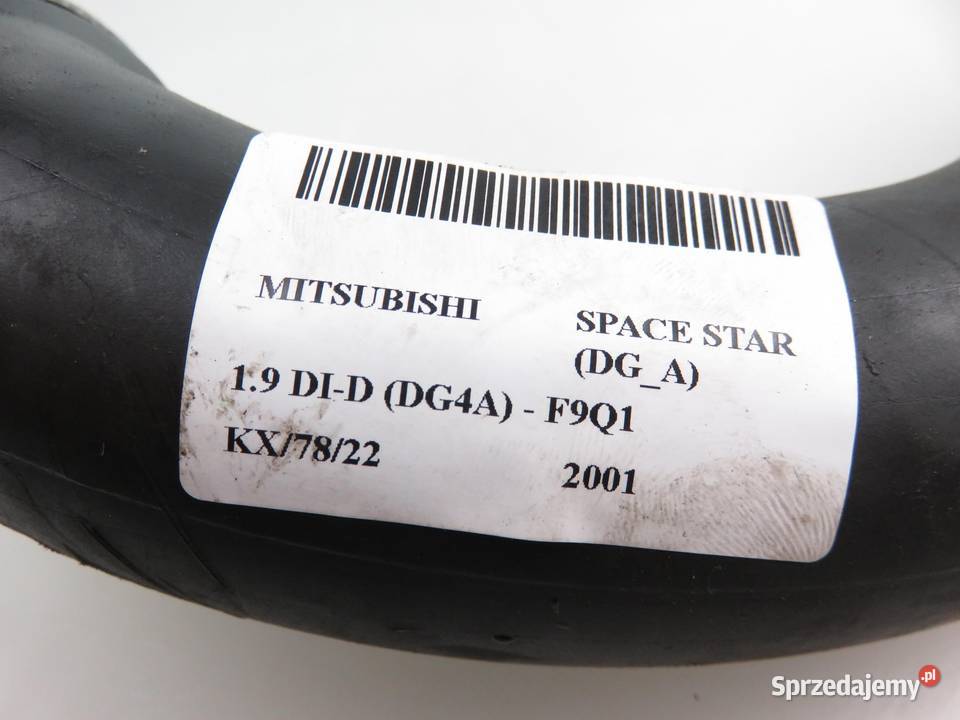 MITSUBISHI
SPACE STAR
(DG_A)
1.9 DI-D (DG4A) - F9Q1
KX/78/22
2001
Sprzedajemy.pl